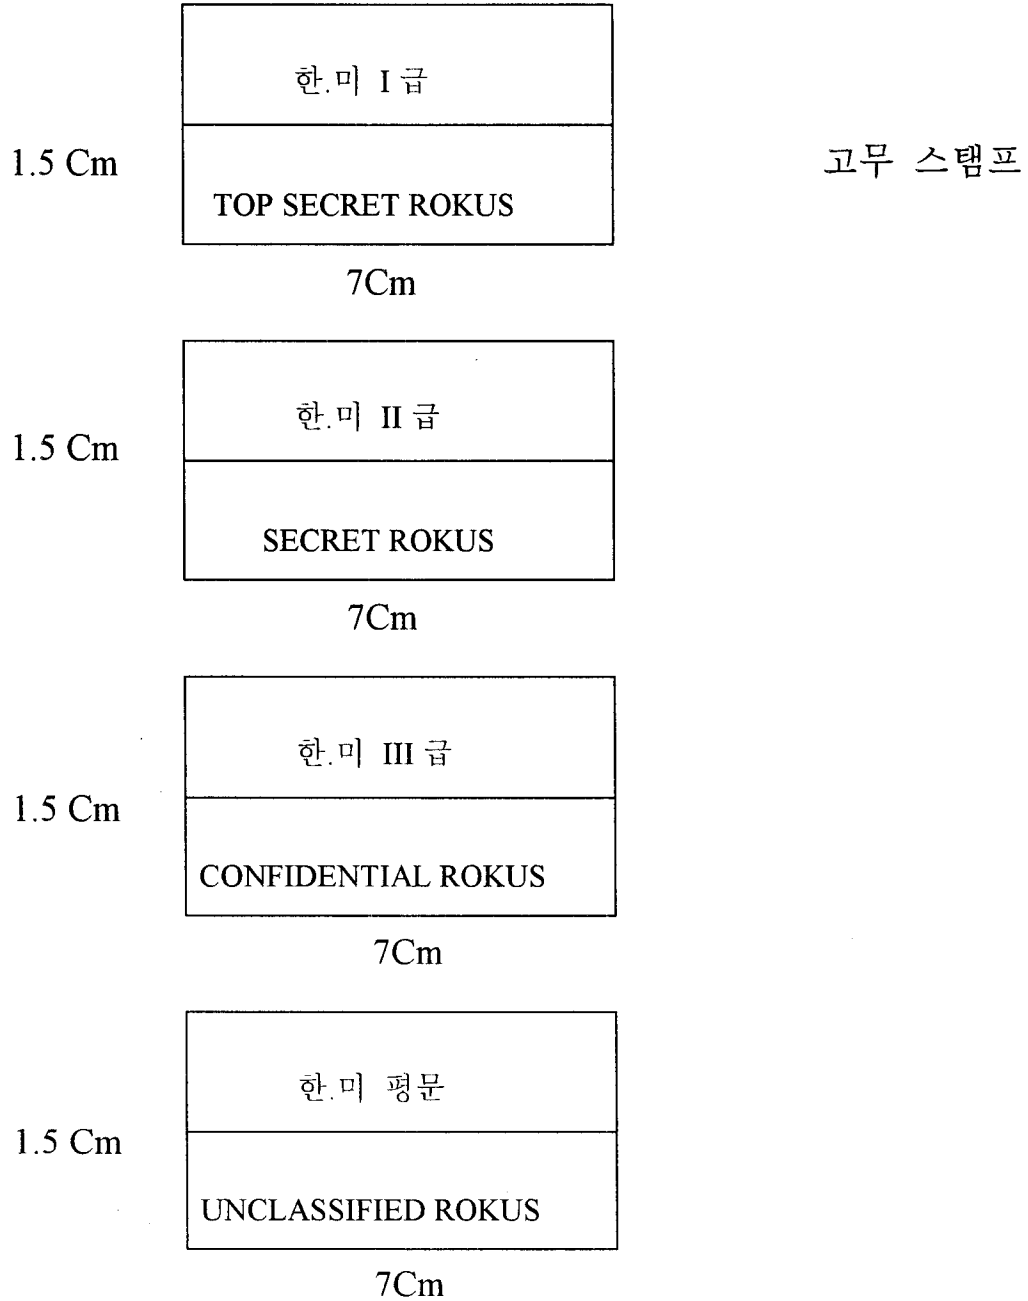 한.미 I 급
1.5 Cm
고무 스탬프
TOP SECRET ROKUS
7Cm
한.미 II 급
1.5 Cm
SECRET ROKUS
7Cm
한.미 III 급
1.5 Cm
CONFIDENTIAL ROKUS
7Cm
한.미 평문
1.5 Cm
UNCLASSIFIED ROKUS
7Cm